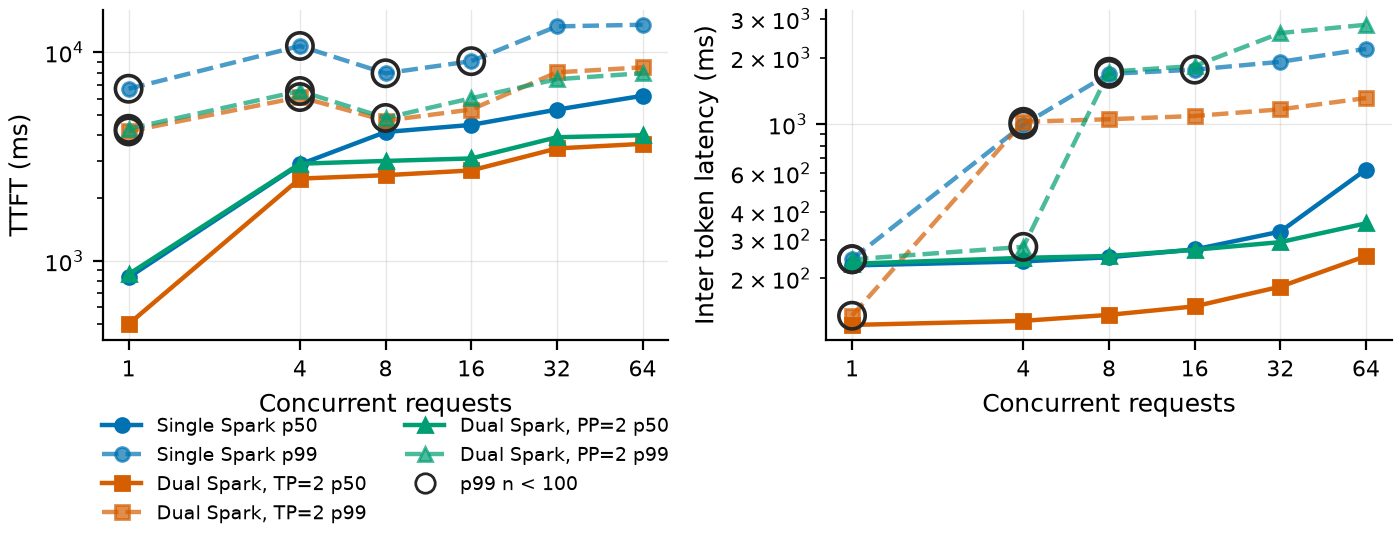 TTFT (ms)
10^4
10^3
1
4
8
16
32
64
Concurrent requests
Inter token latency (ms)
3 × 10^3
2 × 10^3
10^3
6 × 10^2
4 × 10^2
3 × 10^2
2 × 10^2
1
4
8
16
32
64
Concurrent requests
Single Spark p50
Single Spark p99
Dual Spark, TP=2 p50
Dual Spark, TP=2 p99
Dual Spark, PP=2 p50
Dual Spark, PP=2 p99
p99 n < 100